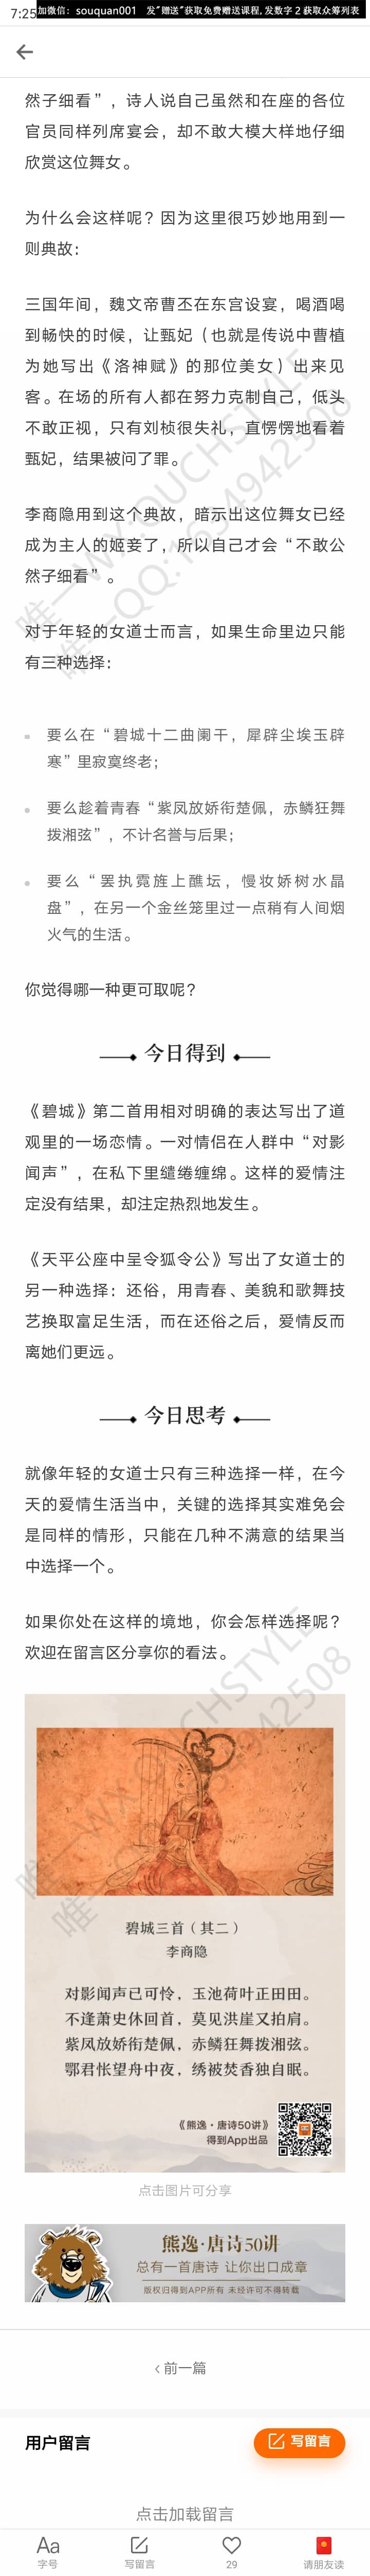 7:25
加微信：souquan001 发"赠送"获取免费赠送课程,发数字2获取众筹列表
然子细看”，诗人说自己虽然和在座的各位
官员同样列席宴会，却不敢大模大样地仔细
欣赏这位舞女。
为什么会这样呢？因为这里很巧妙地用到一
则典故：
三国年间，魏文帝曹丕在东宫设宴，喝酒喝
到畅快的时候，让甄妃（也就是传说中曹植
为她写出《洛神赋》的那位美女）出来见
客。在场的所有人都在努力克制自己，低头
不敢正视，只有刘桢很失礼，直愣愣地看着
甄妃，结果被问了罪。
李商隐用到这个典故，暗示出这位舞女已经
成为主人的姬妾了，所以自己才会“不敢公
然子细看”。
唯一WX:OUCHSTYLE
唯一QQ:1634942508
对于年轻的女道士而言，如果生命里边只能
有三种选择：
要么在“碧城十二曲阑干，犀辟尘埃玉辟
寒”里寂寞终老；
要么趁着青春“紫凤放娇衔楚佩，赤鳞狂舞
拨湘弦”，不计名誉与后果；
要么“罢执霓旌上醮坛，慢妆娇树水晶
盘”，在另一个金丝笼里过一点稍有人间烟
火气的生活。
你觉得哪一种更可取呢？
今日得到
《碧城》第二首用相对明确的表达写出了道
观里的一场恋情。一对情侣在人群中“对影
闻声”，在私下里缱绻缠绵。这样的爱情注
定没有结果，却注定热烈地发生。
《天平公座中呈令狐令公》写出了女道士的
另一种选择：还俗，用青春、美貌和歌舞技
艺换取富足生活，而在还俗之后，爱情反而
离她们更远。
今日思考
就像年轻的女道士只有三种选择一样，在今
天的爱情生活当中，关键的选择其实难免会
是同样的情形，只能在几种不满意的结果当
中选择一个。
如果你处在这样的境地，你会怎样选择呢？
欢迎在留言区分享你的看法。
碧城三首（其二）
李商隐
对影闻声已可怜，玉池荷叶正田田。
不逢萧史休回首，莫见洪崖又拍肩。
紫凤放娇衔楚佩，赤鳞狂舞拨湘弦。
鄂君怅望舟中夜，绣被焚香独自眠。
《熊逸·唐诗50讲》
得到App出品
点击图片可分享
熊逸·唐诗50讲
总有一首唐诗 让你出口成章
版权归得到APP所有 未经许可不得转载
‹ 前一篇
用户留言
写留言
点击加载留言
Aa
字号
写留言
29
请朋友读